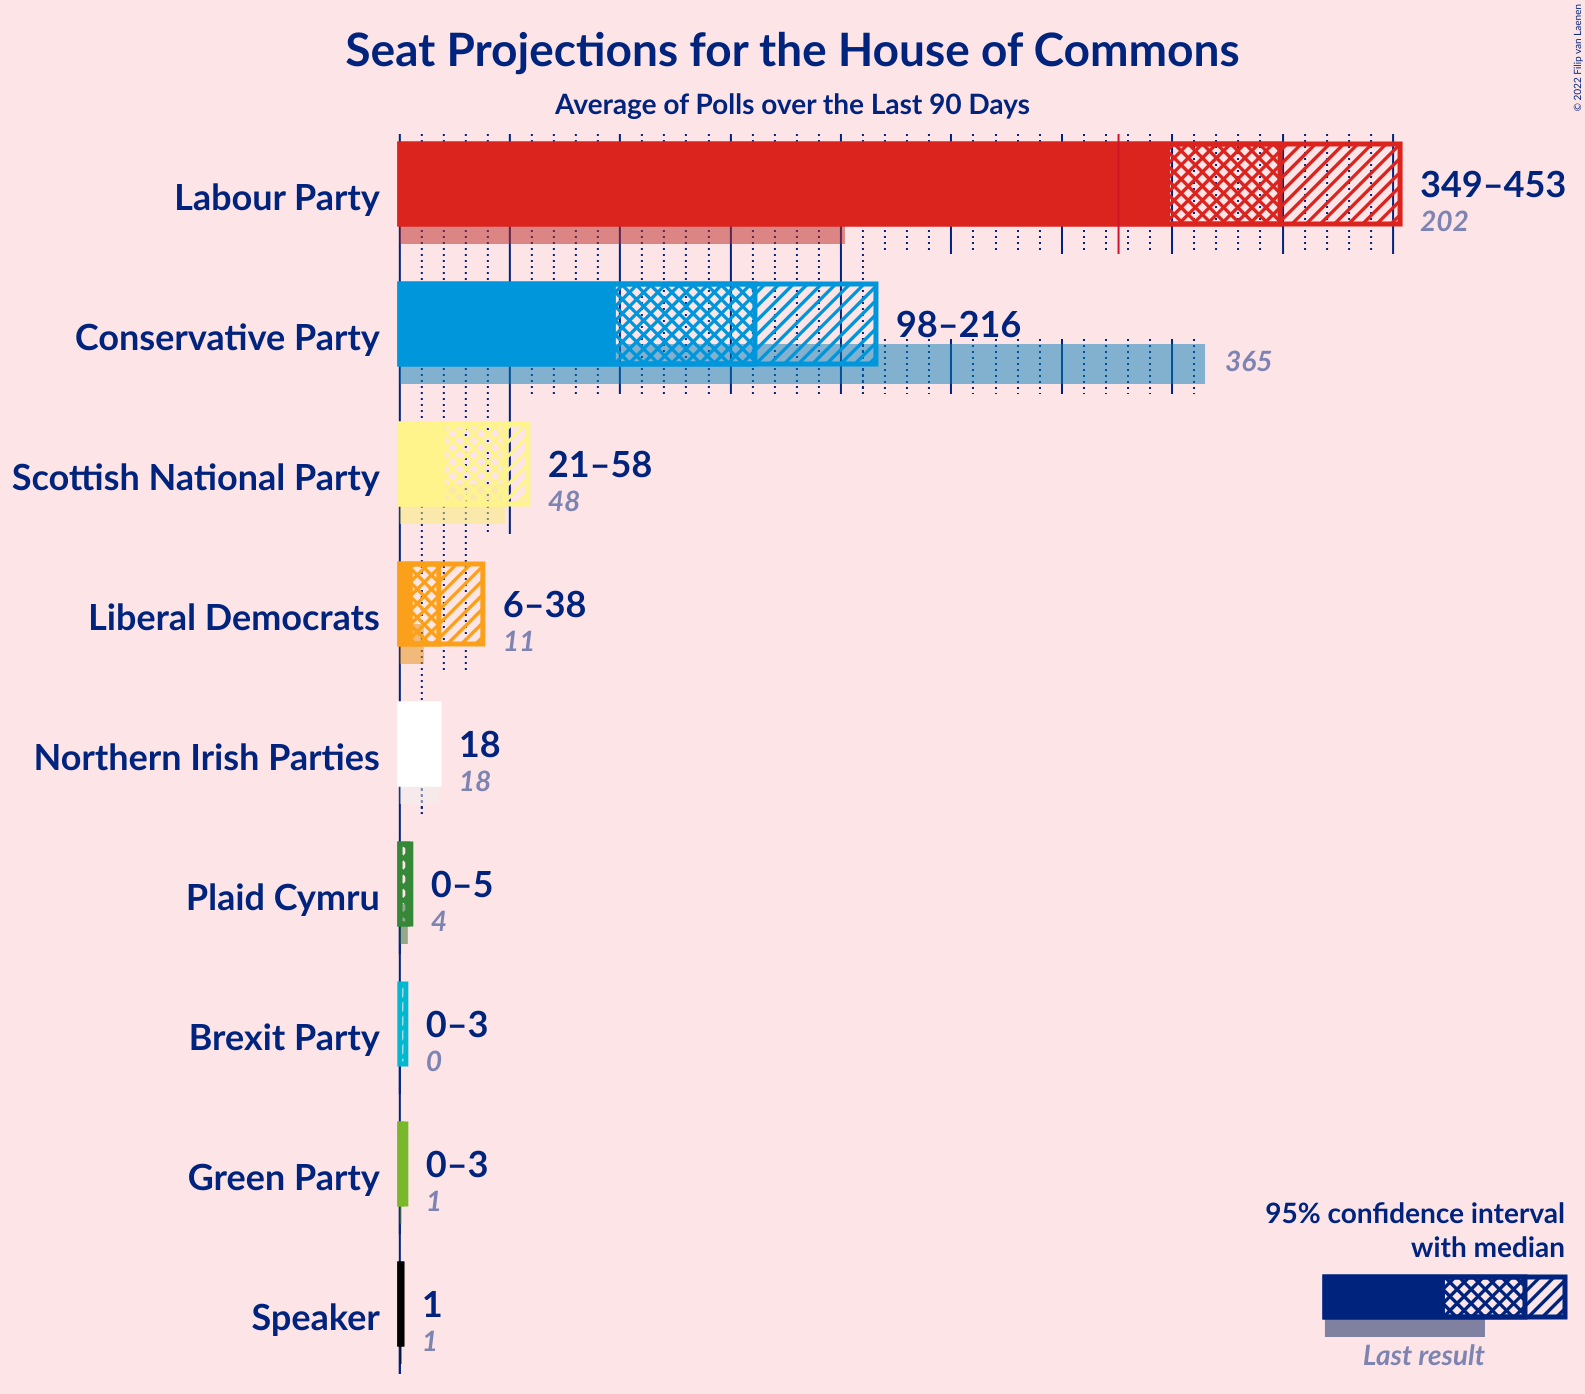 Seat Projections for the House of Commons
Average of Polls over the Last 90 Days
© 2022 Filip van Laenen
Labour Party
349–453
202
Conservative Party
98–216
365
Scottish National Party
21–58
48
Liberal Democrats
6–38
11
Northern Irish Parties
18
18
Plaid Cymru
0–5
4
Brexit Party
0–3
0
Green Party
0–3
1
Speaker
1
1
95% confidence interval
with median
Last result